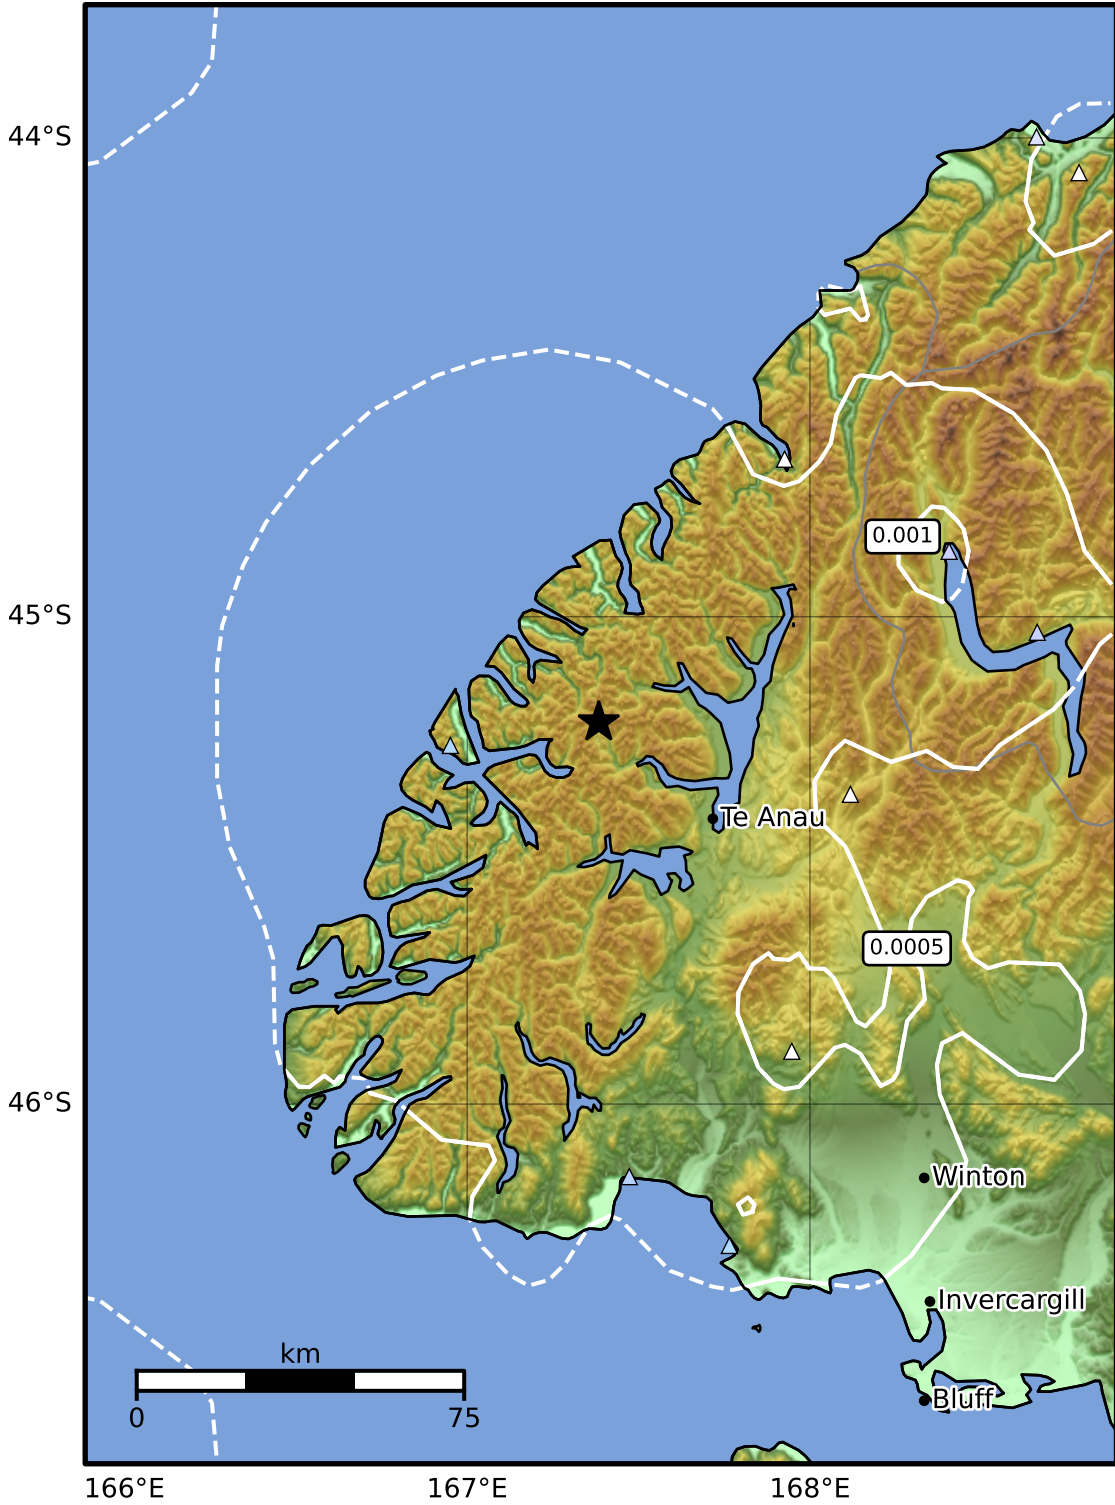 44°S
0.001
45°S
Te Anau
0.0005
46°S
Winton
Invercargill
km
Bluff
0 75
166°E 167°E 168°E